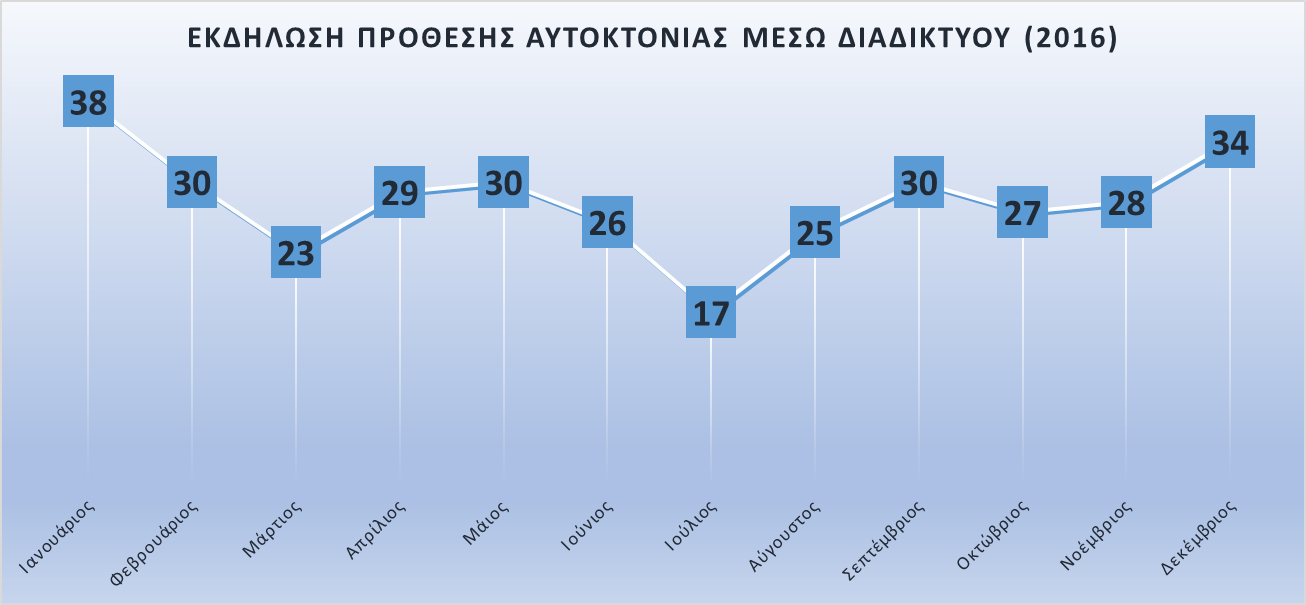 ΕΚΔΗΛΩΣΗ ΠΡΟΘΕΣΗΣ ΑΥΤΟΚΤΟΝΙΑΣ ΜΕΣΩ ΔΙΑΔΙΚΤΥΟΥ (2016)
38
30
23
29
30
26
17
25
30
27
28
34
Ιανουάριος
Φεβρουάριος
Μάρτιος
Απρίλιος
Μάιος
Ιούνιος
Ιούλιος
Αύγουστος
Σεπτέμβριος
Οκτώβριος
Νοέμβριος
Δεκέμβριος